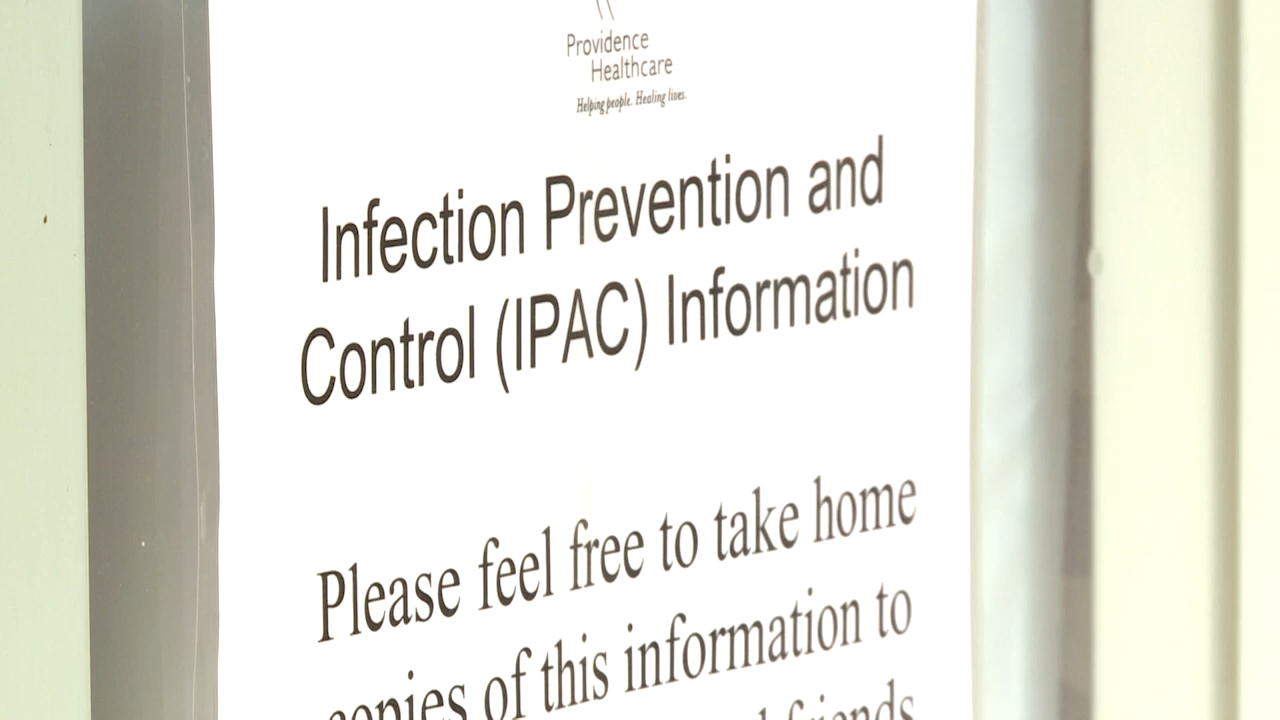 Providence
Healthcare
Helping people. Healing lives.
Infection Prevention and
Control (IPAC) Information
Please feel free to take home
copies of this information to
friends